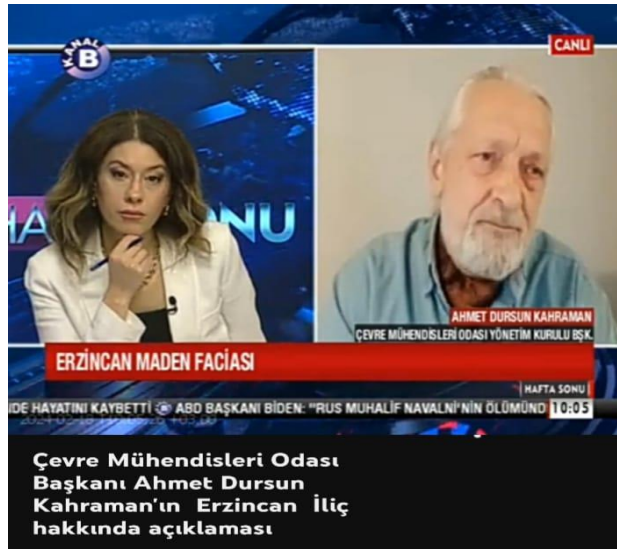 KANAL B
CANLI
HA SONU
AHMET DURSUN KAHRAMAN
ÇEVRE MÜHENDİSLERİ ODASI YÖNETİM KURULU BŞK.
ERZİNCAN MADEN FACİASI
HAFTA SONU
NDE HAYATINI KAYBETTİ B ABD BAŞKANI BİDEN: "RUS MUHALİF NAVALNİ'NİN ÖLÜMÜND 10:05
Çevre Mühendisleri Odası
Başkanı Ahmet Dursun
Kahraman'ın Erzincan İliç
hakkında açıklaması